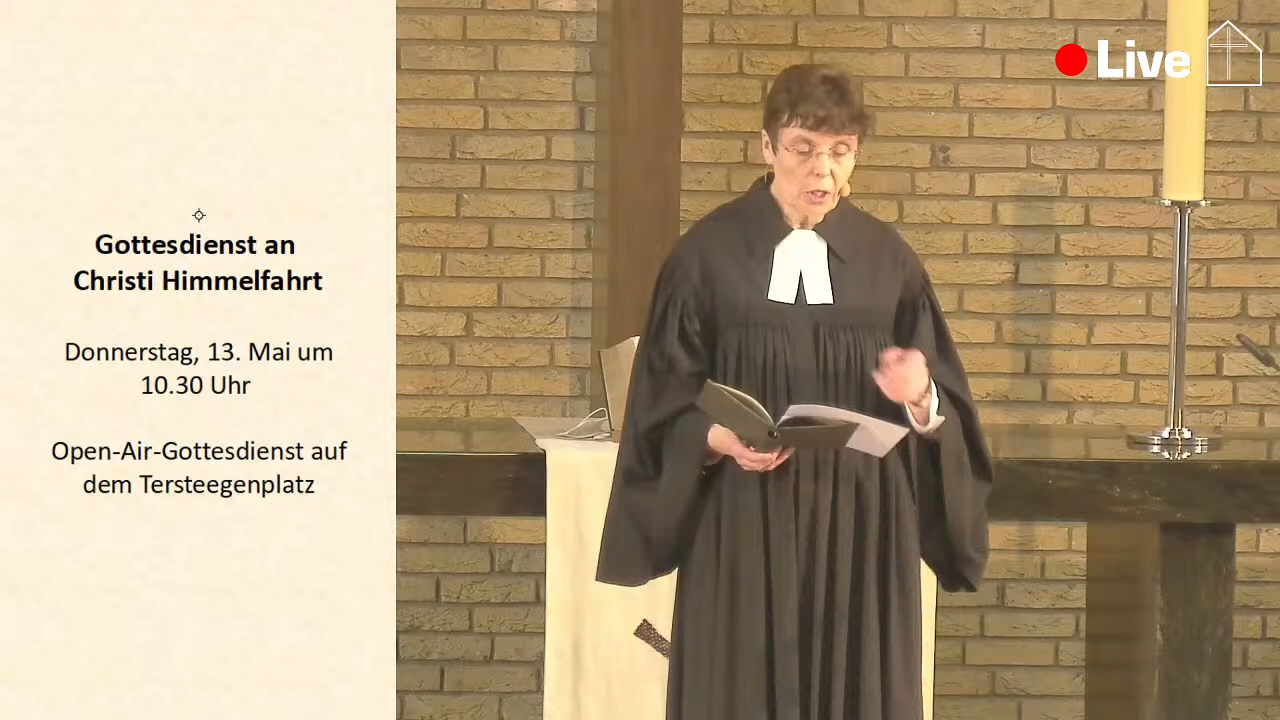 Live
Gottesdienst an
Christi Himmelfahrt
Donnerstag, 13. Mai um
10.30 Uhr
Open-Air-Gottesdienst auf
dem Tersteegenplatz